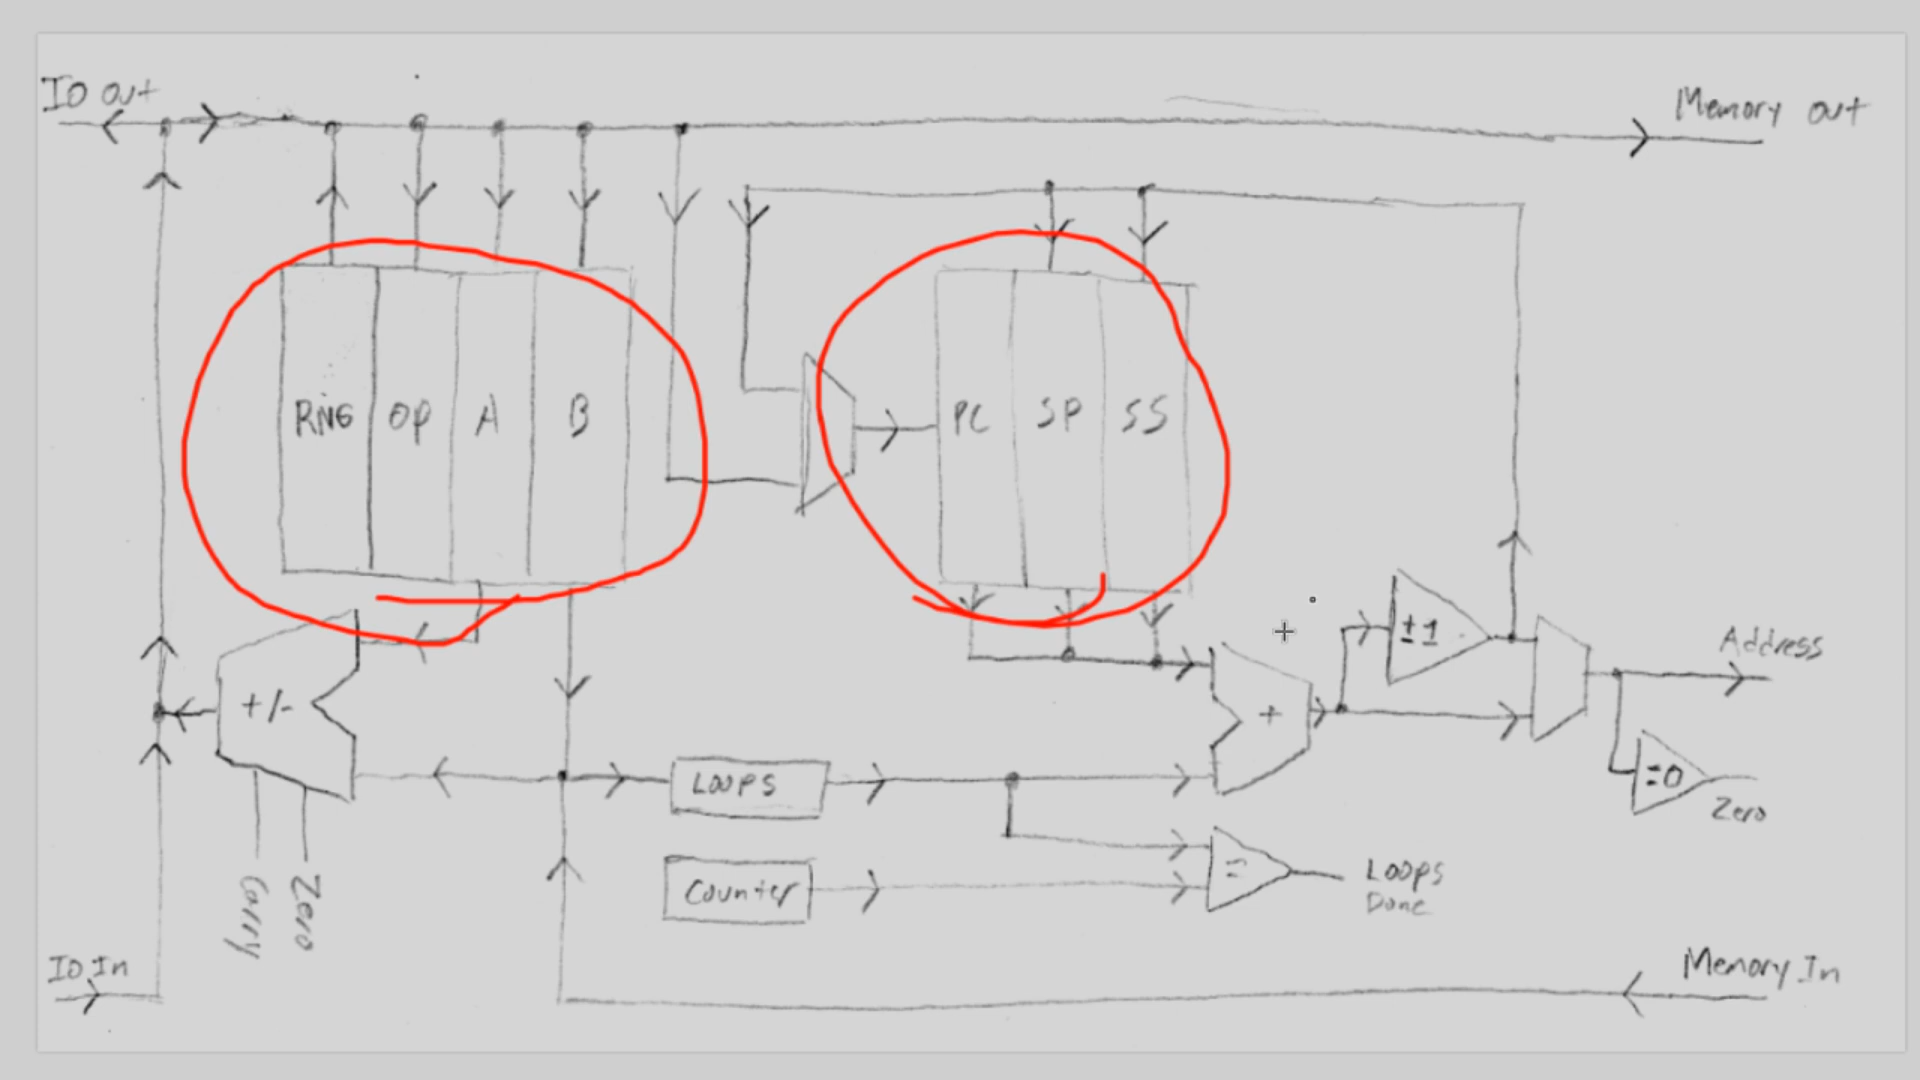 IO Out
Memory Out
RNG OP A B
PC SP SS
±1
Address
+/-
+
=0
Zero
LOOPS
Counter
=
Loops
Done
Carry
Zero
IO In
Memory In